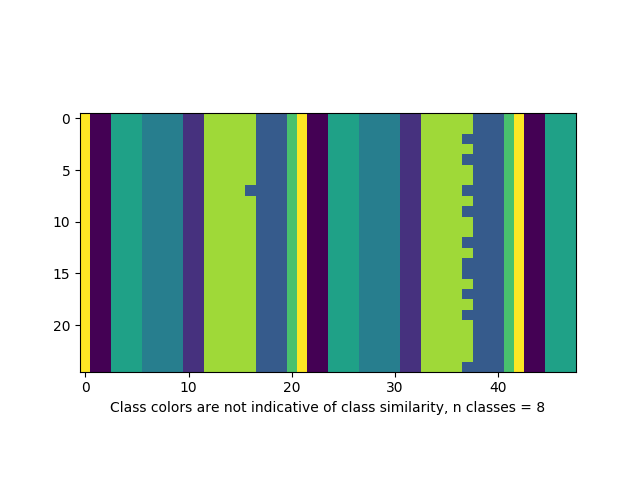 0
5
10
15
20
0 10 20 30 40
Class colors are not indicative of class similarity, n classes = 8